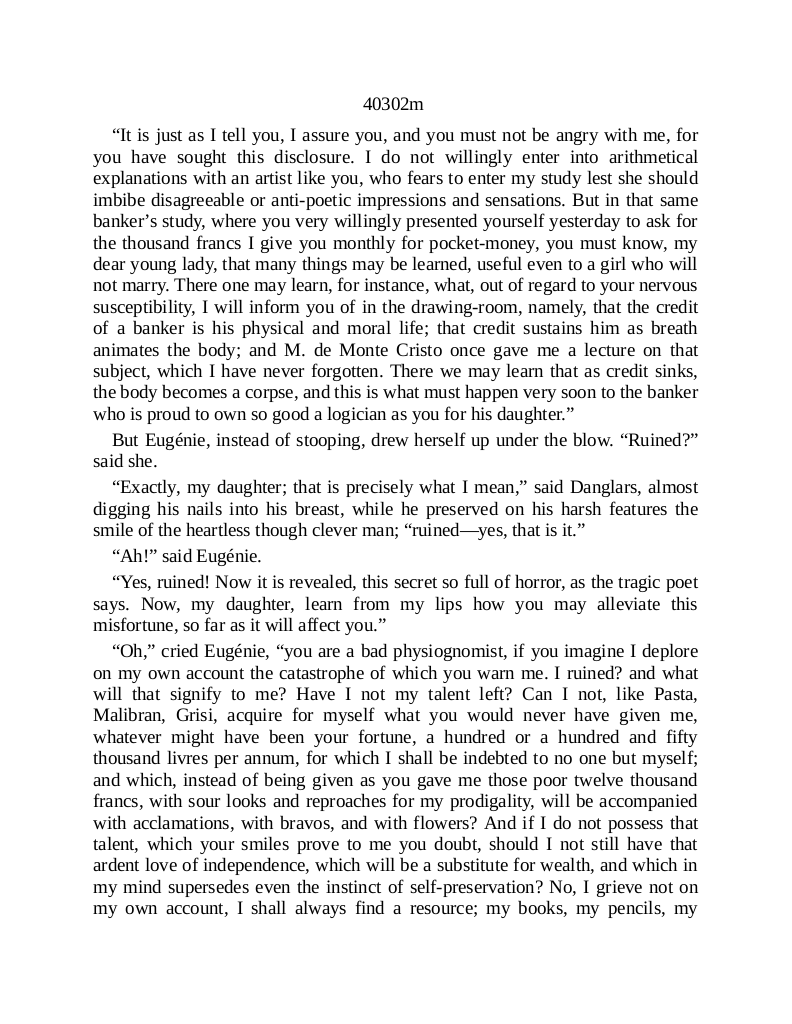 40302m
“It is just as I tell you, I assure you, and you must not be angry with me, for
you have sought this disclosure. I do not willingly enter into arithmetical
explanations with an artist like you, who fears to enter my study lest she should
imbibe disagreeable or anti-poetic impressions and sensations. But in that same
banker’s study, where you very willingly presented yourself yesterday to ask for
the thousand francs I give you monthly for pocket-money, you must know, my
dear young lady, that many things may be learned, useful even to a girl who will
not marry. There one may learn, for instance, what, out of regard to your nervous
susceptibility, I will inform you of in the drawing-room, namely, that the credit
of a banker is his physical and moral life; that credit sustains him as breath
animates the body; and M. de Monte Cristo once gave me a lecture on that
subject, which I have never forgotten. There we may learn that as credit sinks,
the body becomes a corpse, and this is what must happen very soon to the banker
who is proud to own so good a logician as you for his daughter.”
But Eugénie, instead of stooping, drew herself up under the blow. “Ruined?”
said she.
“Exactly, my daughter; that is precisely what I mean,” said Danglars, almost
digging his nails into his breast, while he preserved on his harsh features the
smile of the heartless though clever man; “ruined—yes, that is it.”
“Ah!” said Eugénie.
“Yes, ruined! Now it is revealed, this secret so full of horror, as the tragic poet
says. Now, my daughter, learn from my lips how you may alleviate this
misfortune, so far as it will affect you.”
“Oh,” cried Eugénie, “you are a bad physiognomist, if you imagine I deplore
on my own account the catastrophe of which you warn me. I ruined? and what
will that signify to me? Have I not my talent left? Can I not, like Pasta,
Malibran, Grisi, acquire for myself what you would never have given me,
whatever might have been your fortune, a hundred or a hundred and fifty
thousand livres per annum, for which I shall be indebted to no one but myself;
and which, instead of being given as you gave me those poor twelve thousand
francs, with sour looks and reproaches for my prodigality, will be accompanied
with acclamations, with bravos, and with flowers? And if I do not possess that
talent, which your smiles prove to me you doubt, should I not still have that
ardent love of independence, which will be a substitute for wealth, and which in
my mind supersedes even the instinct of self-preservation? No, I grieve not on
my own account, I shall always find a resource; my books, my pencils, my